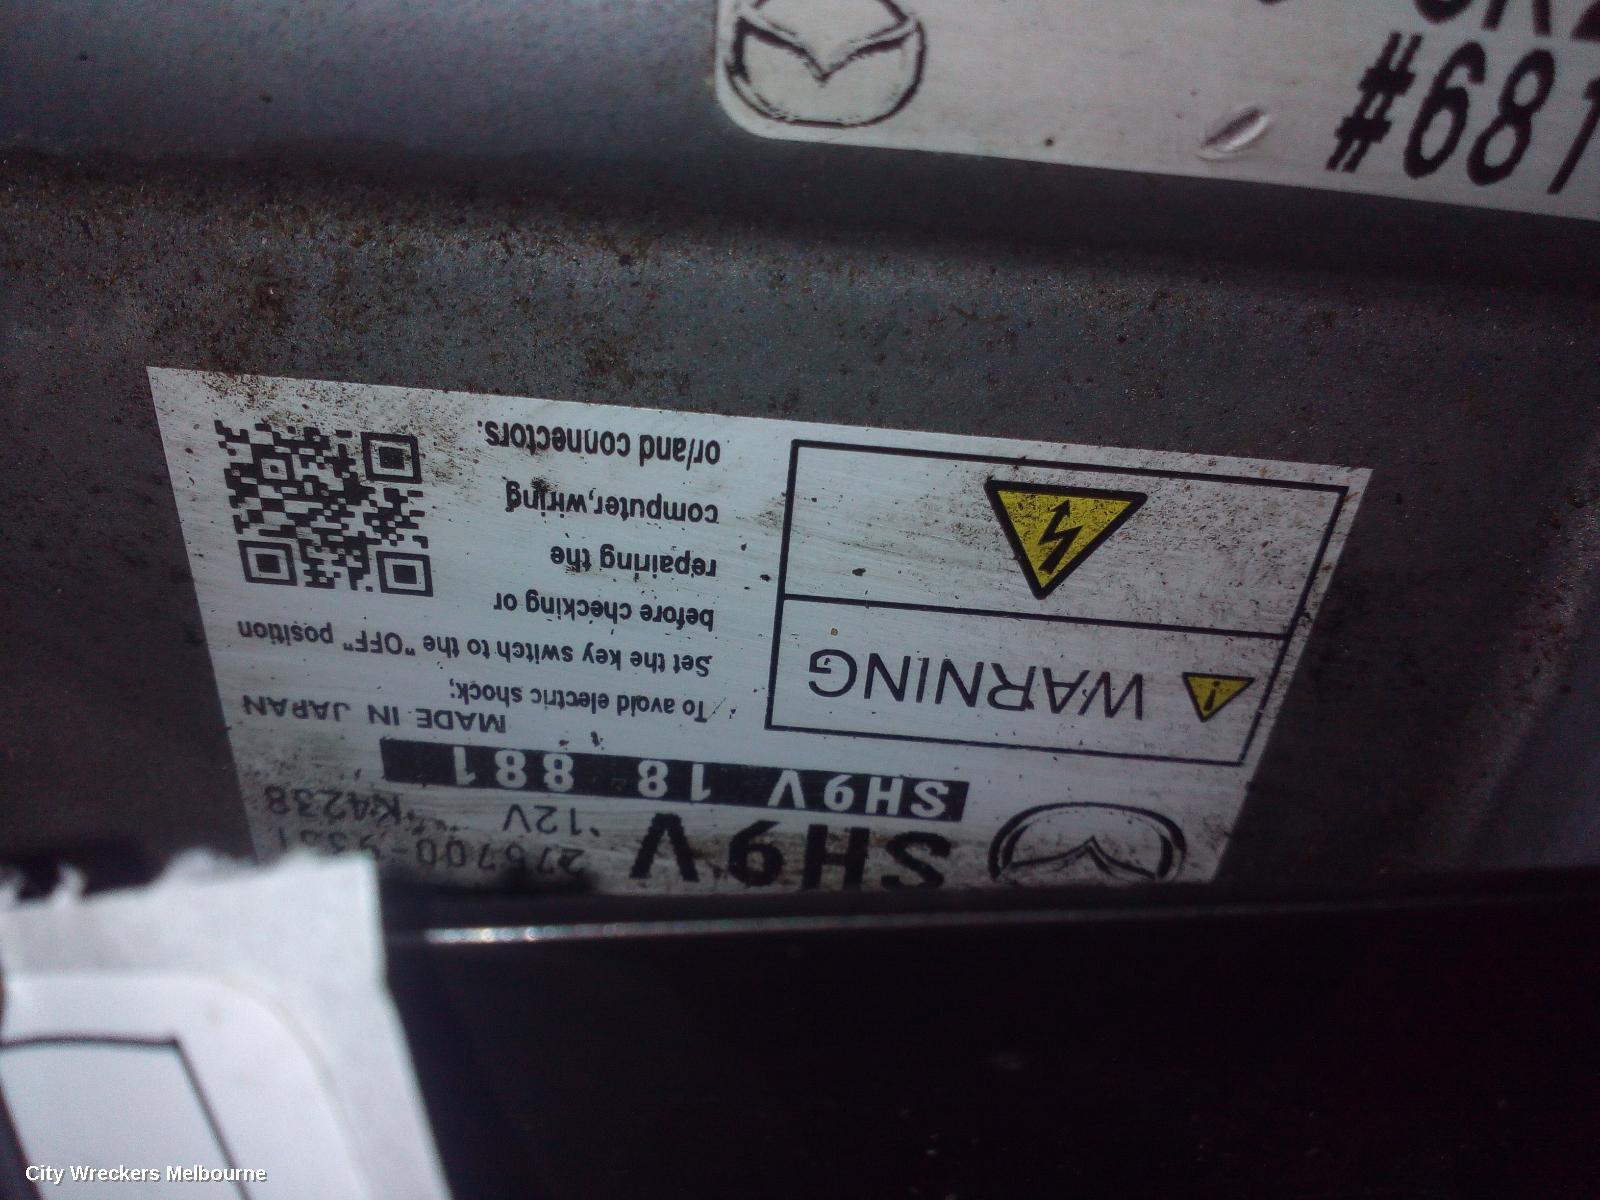 #681
SH9V
12V
K4238
SH9V 18 881
MADE IN JAPAN
WARNING
To avoid electric shock;
Set the key switch to the "OFF" position
before checking or
repairing the
computer,wiring
or/and connectors.
City Wreckers Melbourne